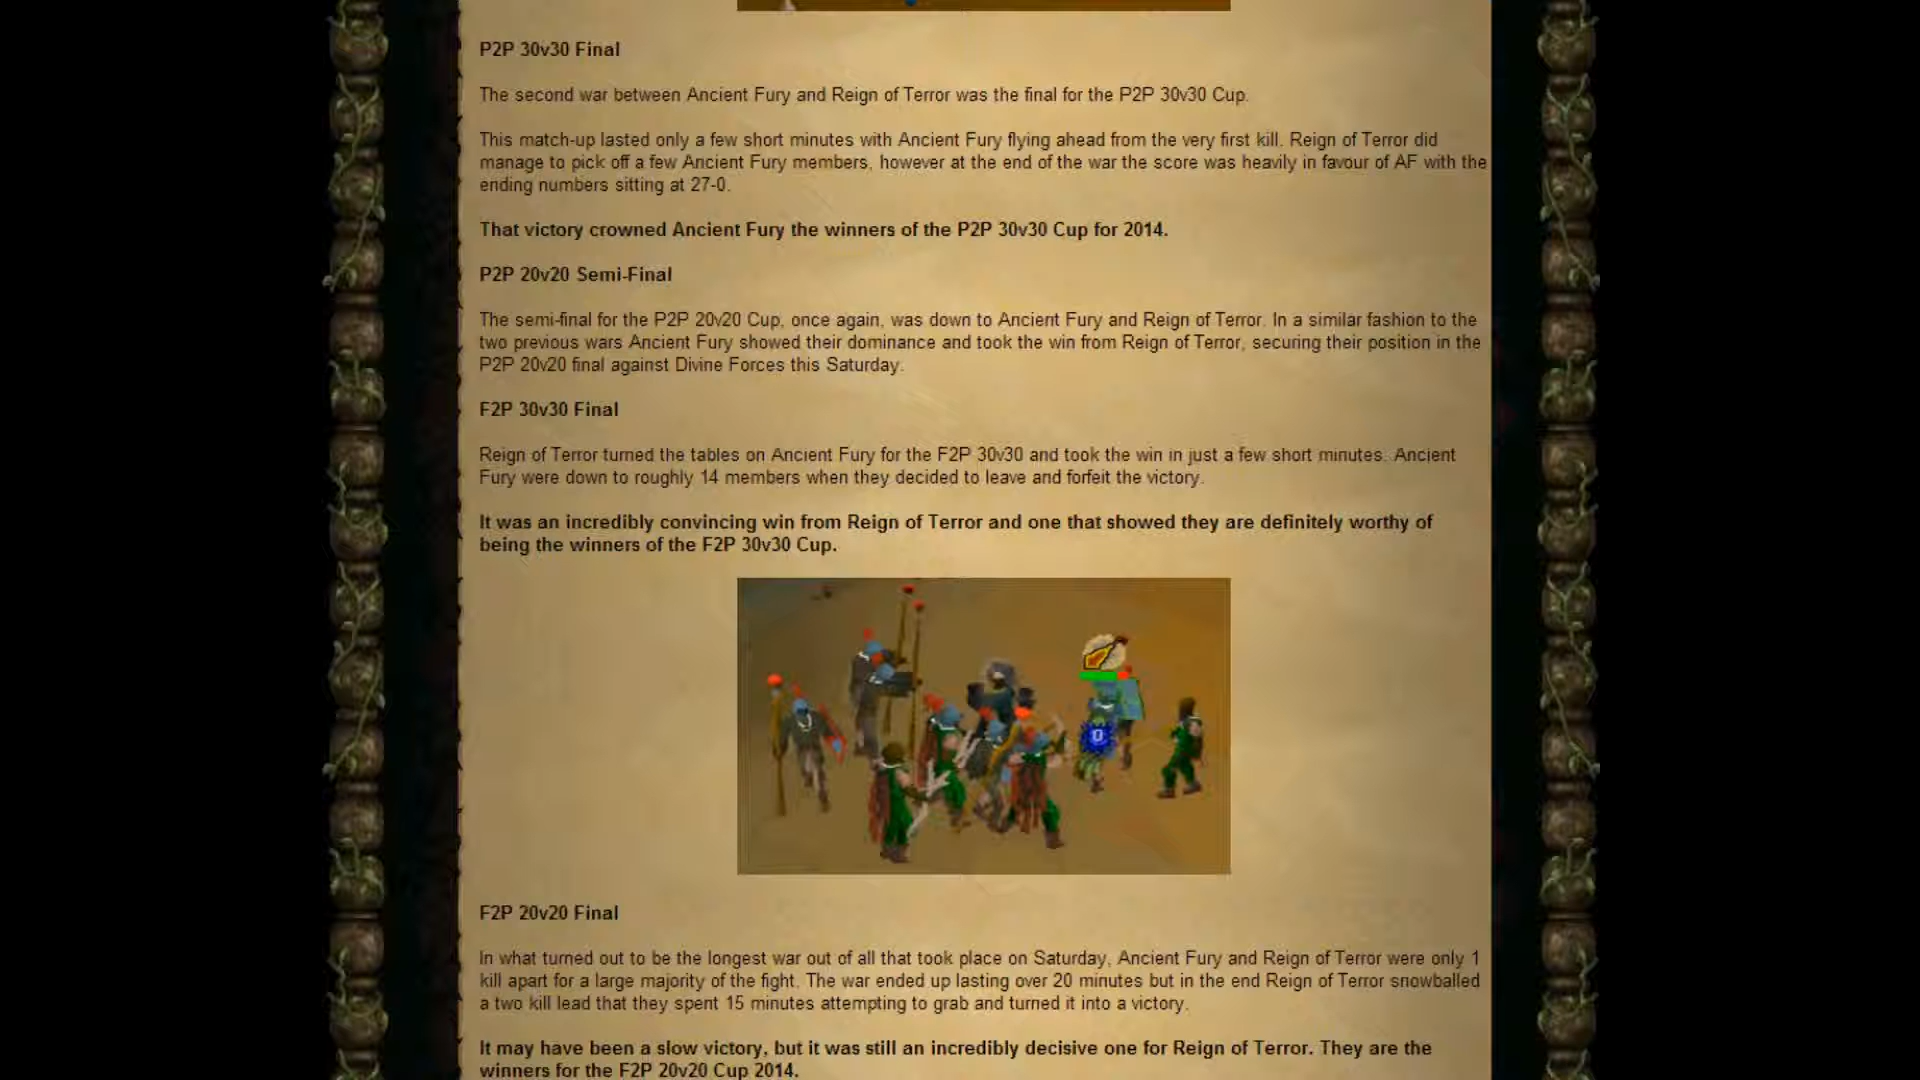 P2P 30v30 Final
The second war between Ancient Fury and Reign of Terror was the final for the P2P 30v30 Cup.
This match-up lasted only a few short minutes with Ancient Fury flying ahead from the very first kill. Reign of Terror did
manage to pick off a few Ancient Fury members, however at the end of the war the score was heavily in favour of AF with the
ending numbers sitting at 27-0.
That victory crowned Ancient Fury the winners of the P2P 30v30 Cup for 2014.
P2P 20v20 Semi-Final
The semi-final for the P2P 20v20 Cup, once again, was down to Ancient Fury and Reign of Terror. In a similar fashion to the
two previous wars Ancient Fury showed their dominance and took the win from Reign of Terror, securing their position in the
P2P 20v20 final against Divine Forces this Saturday.
F2P 30v30 Final
Reign of Terror turned the tables on Ancient Fury for the F2P 30v30 and took the win in just a few short minutes. Ancient
Fury were down to roughly 14 members when they decided to leave and forfeit the victory.
It was an incredibly convincing win from Reign of Terror and one that showed they are definitely worthy of
being the winners of the F2P 30v30 Cup.
0
F2P 20v20 Final
In what turned out to be the longest war out of all that took place on Saturday, Ancient Fury and Reign of Terror were only 1
kill apart for a large majority of the fight. The war ended up lasting over 20 minutes but in the end Reign of Terror snowballed
a two kill lead that they spent 15 minutes attempting to grab and turned it into a victory.
It may have been a slow victory, but it was still an incredibly decisive one for Reign of Terror. They are the
winners for the F2P 20v20 Cup 2014.